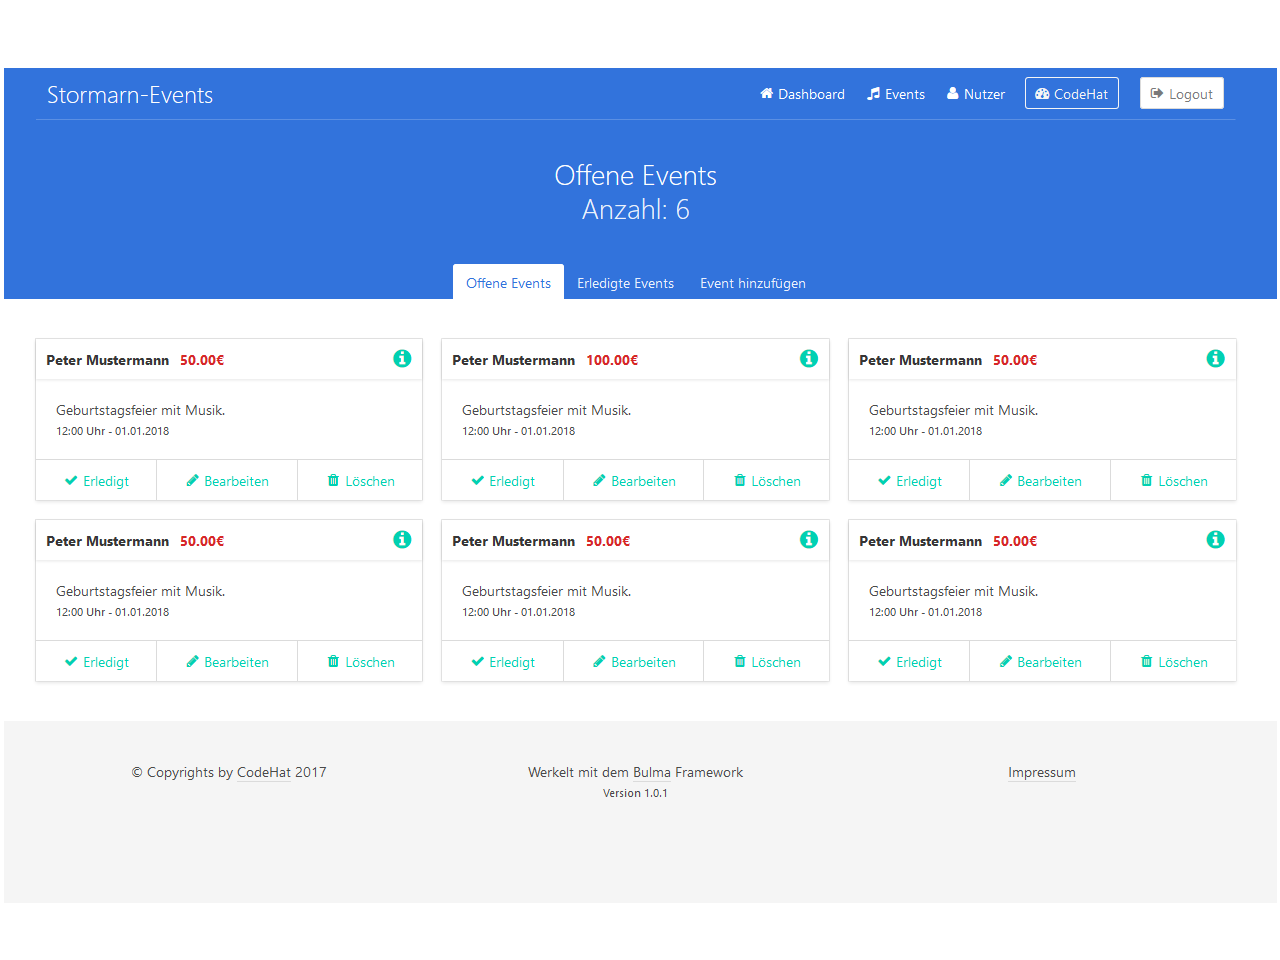 Stormarn-Events
Dashboard Events Nutzer CodeHat Logout
Offene Events
Anzahl: 6
Offene Events Erledigte Events Event hinzufügen
Peter Mustermann 50.00€
Geburtstagsfeier mit Musik.
12:00 Uhr - 01.01.2018
Erledigt Bearbeiten Löschen
Peter Mustermann 100.00€
Geburtstagsfeier mit Musik.
12:00 Uhr - 01.01.2018
Erledigt Bearbeiten Löschen
Peter Mustermann 50.00€
Geburtstagsfeier mit Musik.
12:00 Uhr - 01.01.2018
Erledigt Bearbeiten Löschen
Peter Mustermann 50.00€
Geburtstagsfeier mit Musik.
12:00 Uhr - 01.01.2018
Erledigt Bearbeiten Löschen
Peter Mustermann 50.00€
Geburtstagsfeier mit Musik.
12:00 Uhr - 01.01.2018
Erledigt Bearbeiten Löschen
Peter Mustermann 50.00€
Geburtstagsfeier mit Musik.
12:00 Uhr - 01.01.2018
Erledigt Bearbeiten Löschen
© Copyrights by CodeHat 2017
Werkelt mit dem Bulma Framework
Version 1.0.1
Impressum